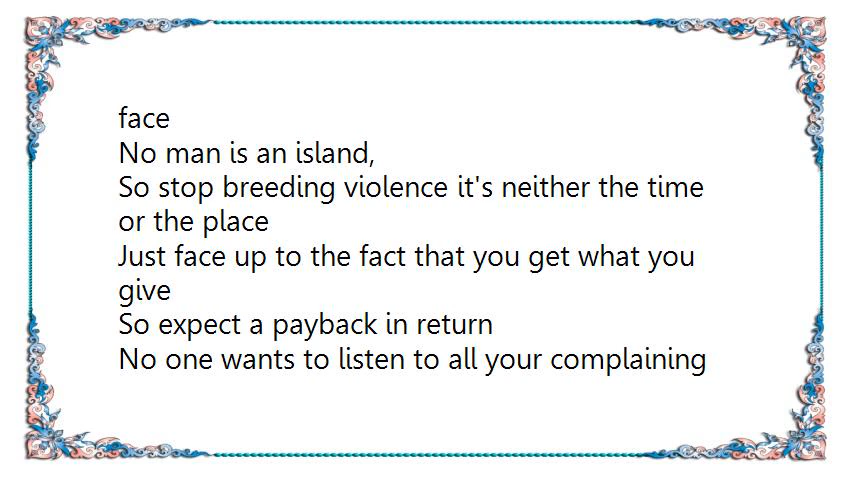 face
No man is an island,
So stop breeding violence it's neither the time
or the place
Just face up to the fact that you get what you
give
So expect a payback in return
No one wants to listen to all your complaining